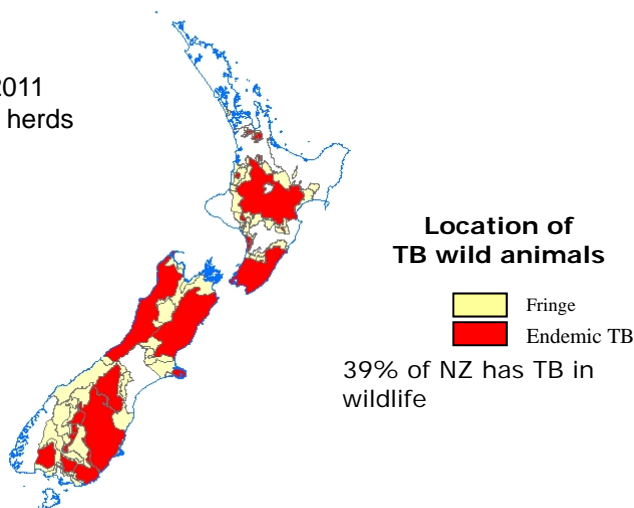 2011
herds
Location of
TB wild animals
Fringe
Endemic TB
39% of NZ has TB in
wildlife